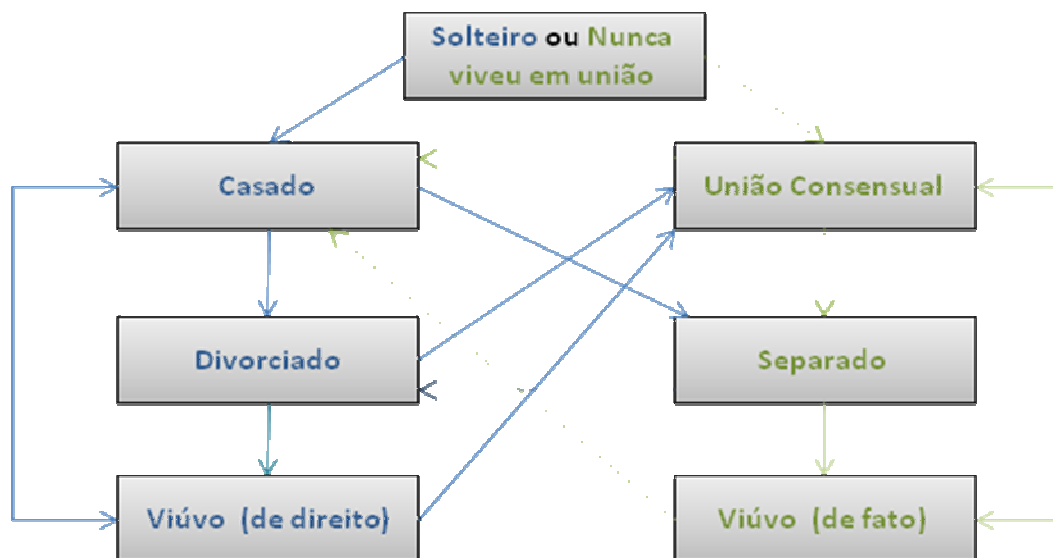 Solteiro ou Nunca
viveu em união
Casado
União Consensual
Divorciado
Separado
Viúvo (de direito)
Viúvo (de fato)